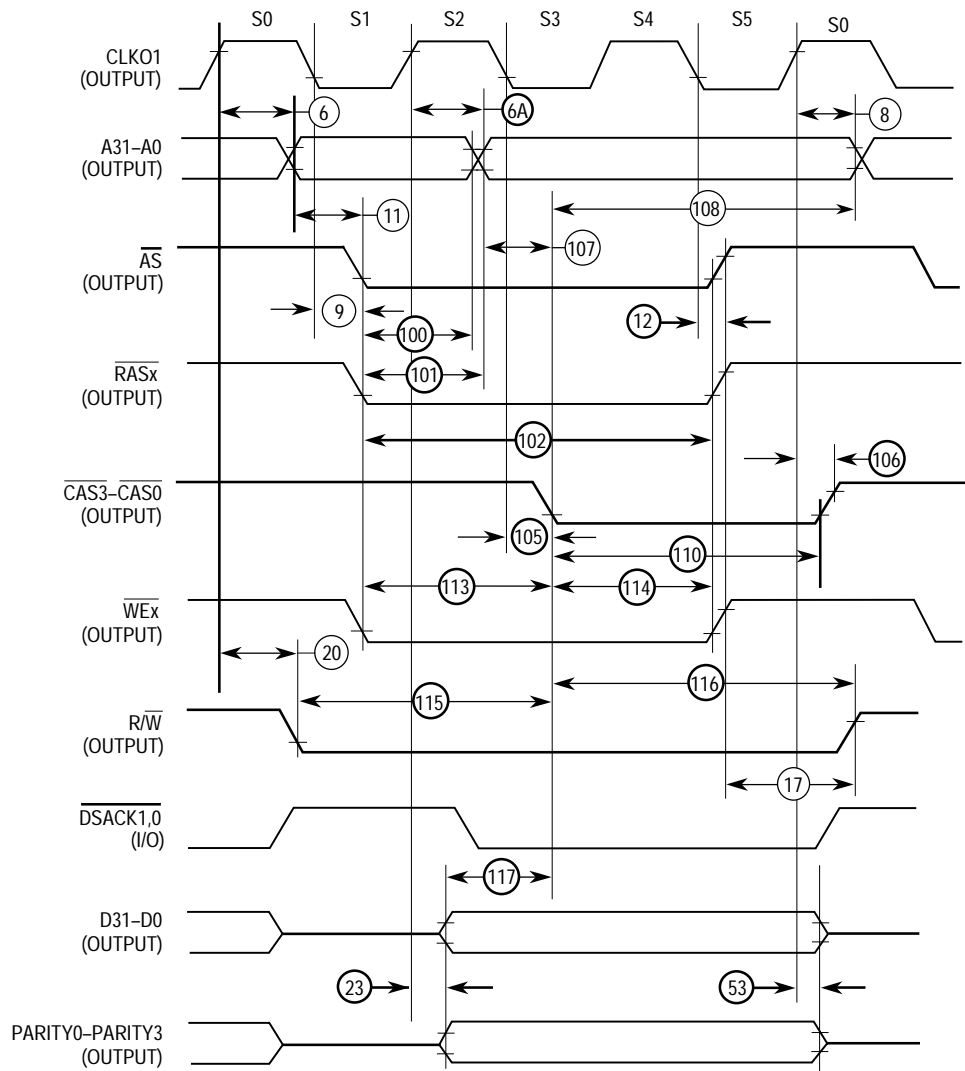 S0 S1 S2 S3 S4 S5 S0
CLKO1
(OUTPUT)
6 6A 8
A31–A0
(OUTPUT)
11 108
107
AS
(OUTPUT)
9 12
100
RASx
(OUTPUT)
101
102
106
CAS3–CAS0
(OUTPUT)
105
110
113 114
WEx
(OUTPUT)
20
115 116
R/W
(OUTPUT)
17
DSACK1,0
(I/O)
117
D31–D0
(OUTPUT)
23 53
PARITY0–PARITY3
(OUTPUT)